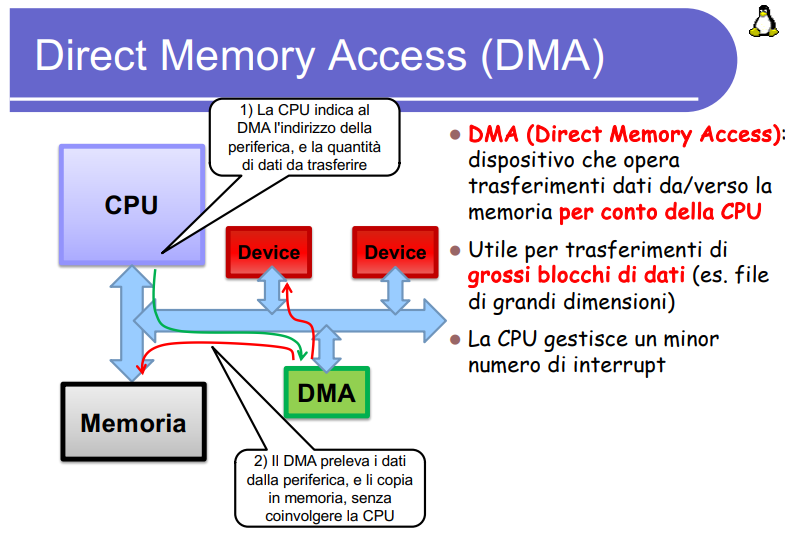 Direct Memory Access (DMA)
1) La CPU indica al
DMA l'indirizzo della
periferica, e la quantità
di dati da trasferire
CPU
Device
Device
Memoria
DMA
2) Il DMA preleva i dati
dalla periferica, e li copia
in memoria, senza
coinvolgere la CPU
DMA (Direct Memory Access):
dispositivo che opera
trasferimenti dati da/verso la
memoria per conto della CPU
Utile per trasferimenti di
grossi blocchi di dati (es. file
di grandi dimensioni)
La CPU gestisce un minor
numero di interrupt